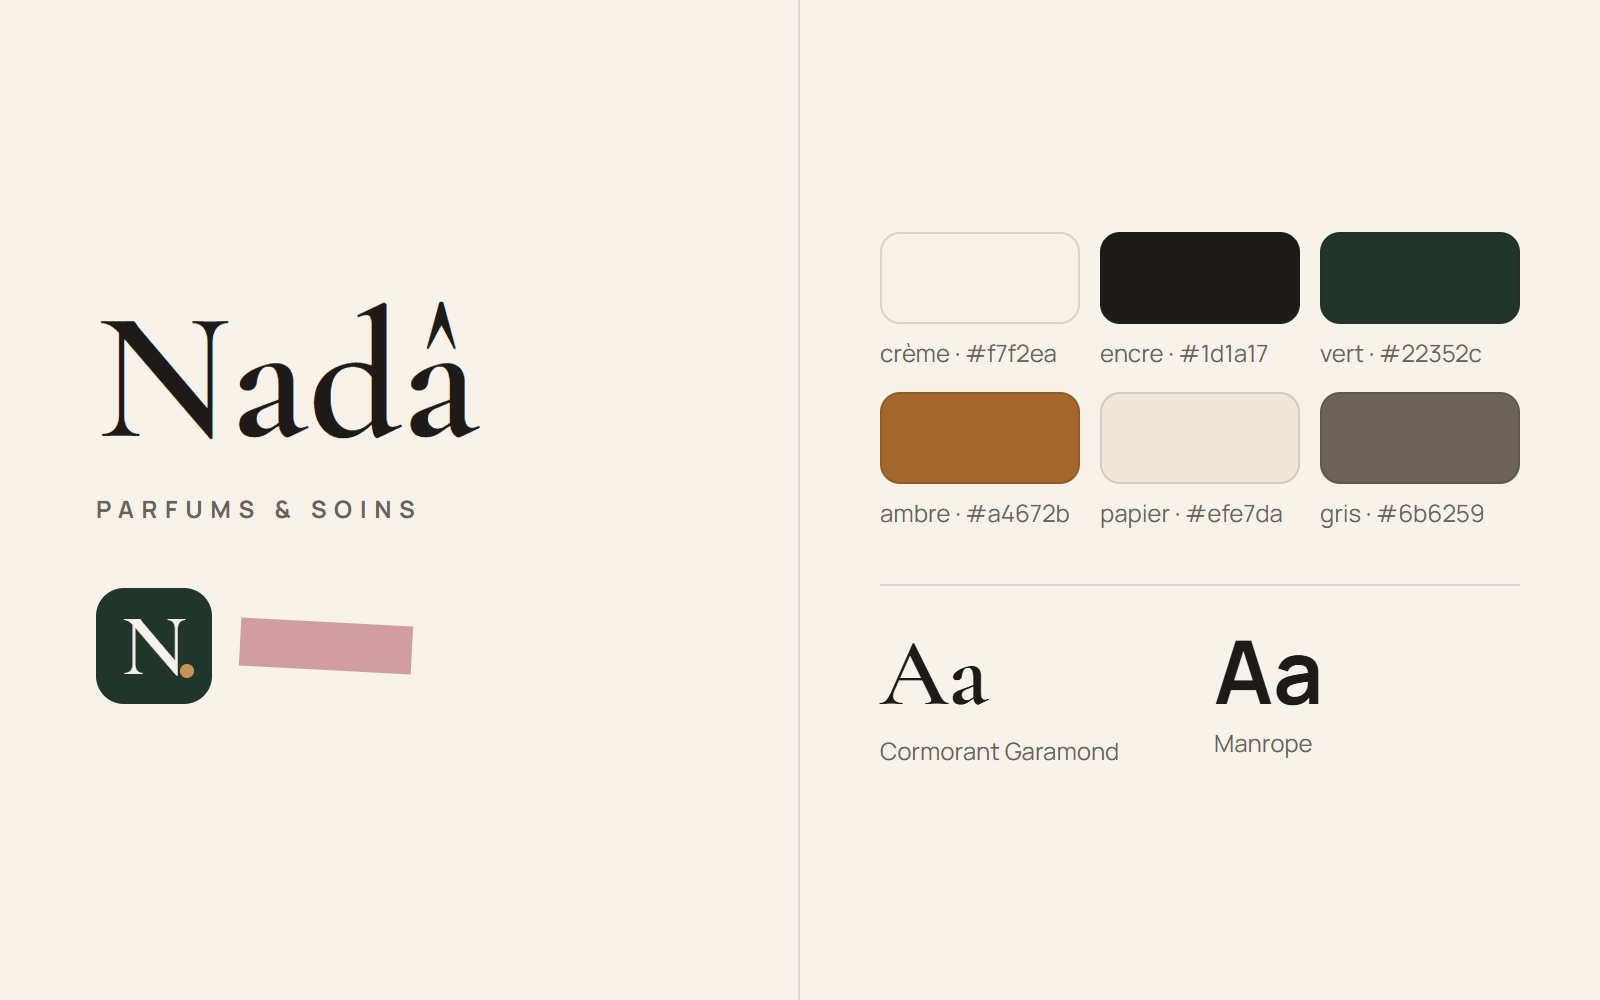 Nadâ
PARFUMS & SOINS
N.
crème · #f7f2ea
encre · #1d1a17
vert · #22352c
ambre · #a4672b
papier · #efe7da
gris · #6b6259
Aa
Cormorant Garamond
Aa
Manrope